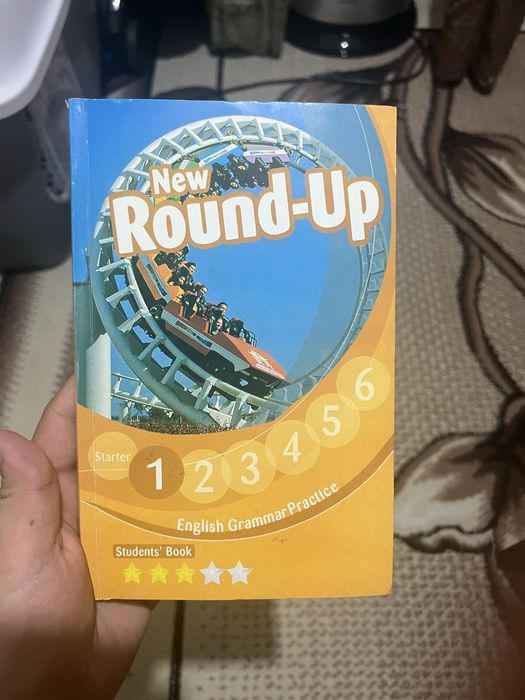 New
Round-Up
Starter 1 2 3 4 5 6
English Grammar Practice
Students' Book